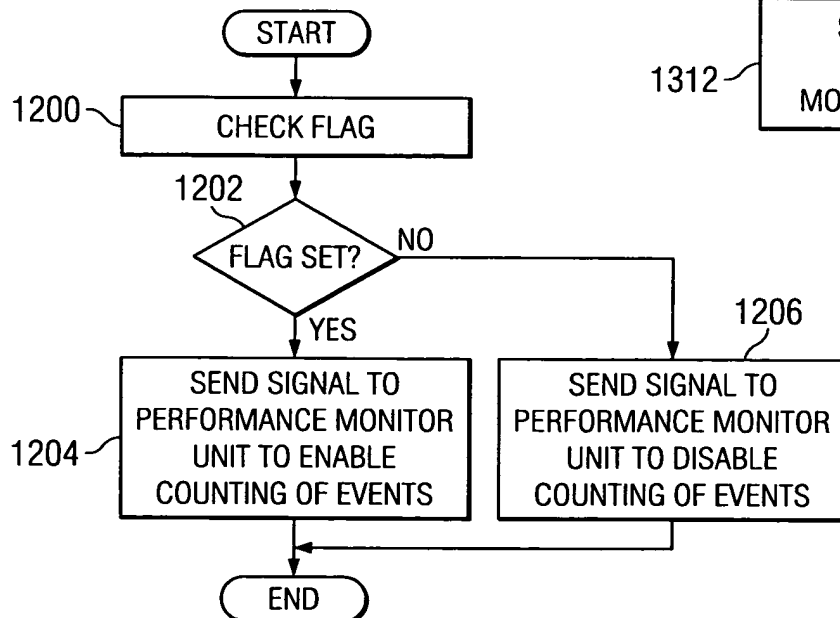 START
1200
CHECK FLAG
1202
FLAG SET?
NO
YES
1204
SEND SIGNAL TO
PERFORMANCE MONITOR
UNIT TO ENABLE
COUNTING OF EVENTS
1206
SEND SIGNAL TO
PERFORMANCE MONITOR
UNIT TO DISABLE
COUNTING OF EVENTS
END
1312